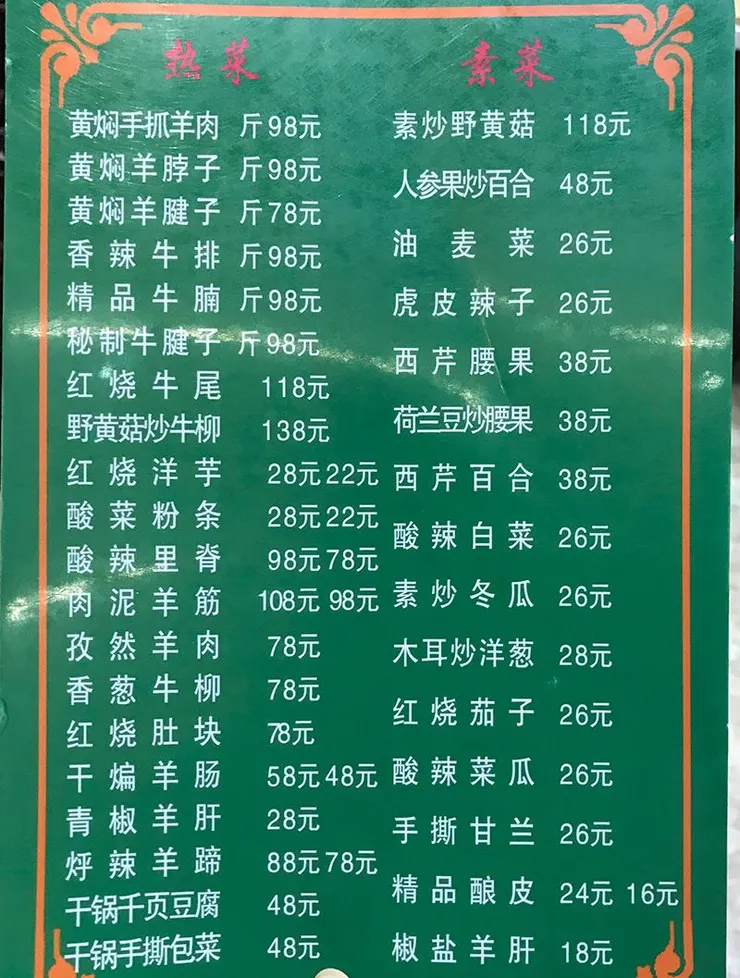 热菜
黄焖手抓羊肉 斤98元
黄焖羊脖子 斤98元
黄焖羊腱子 斤78元
香辣牛排 斤98元
精品牛腩 斤98元
秘制牛腱子 斤98元
红烧牛尾 118元
野黄菇炒牛柳 138元
红烧洋芋 28元 22元
酸菜粉条 28元 22元
酸辣里脊 98元 78元
肉泥羊筋 108元 98元
孜然羊肉 78元
香葱牛柳 78元
红烧肚块 78元
干煸羊肠 58元 48元
青椒羊肝 28元
烀辣羊蹄 88元 78元
干锅千页豆腐 48元
干锅手撕包菜 48元
素菜
素炒野黄菇 118元
人参果炒百合 48元
油麦菜 26元
虎皮辣子 26元
西芹腰果 38元
荷兰豆炒腰果 38元
西芹百合 38元
酸辣白菜 26元
素炒冬瓜 26元
木耳炒洋葱 28元
红烧茄子 26元
酸辣菜瓜 26元
手撕甘兰 26元
精品酿皮 24元 16元
椒盐羊肝 18元